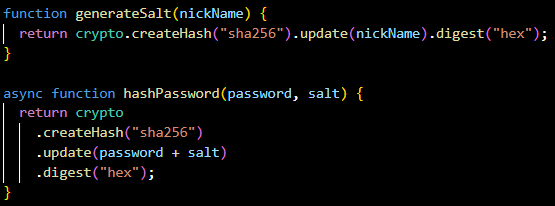 function generateSalt(nickName) {
  return crypto.createHash("sha256").update(nickName).digest("hex");
}

async function hashPassword(password, salt) {
  return crypto
    .createHash("sha256")
    .update(password + salt)
    .digest("hex");
}